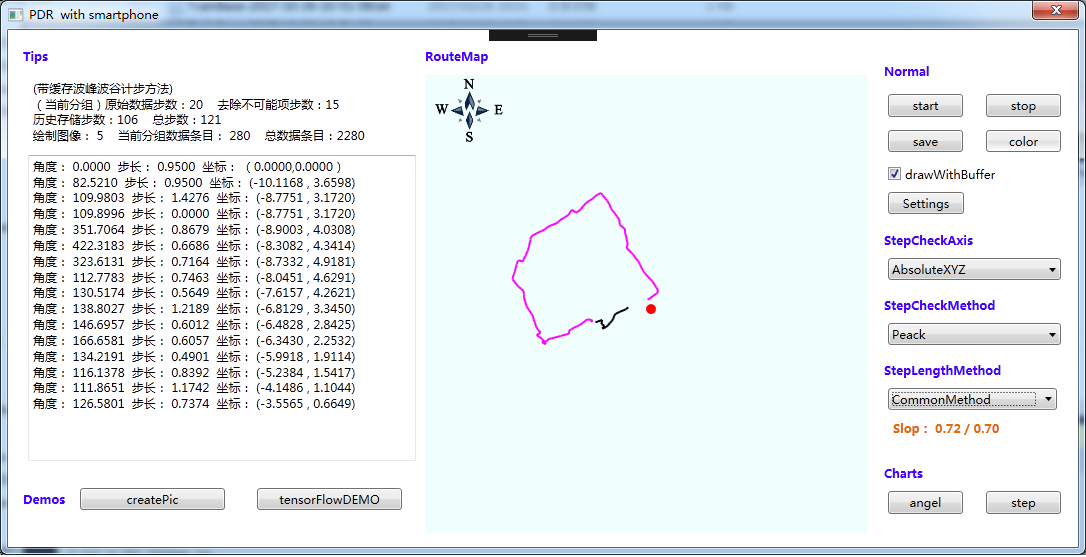 PDR with smartphone
Tips
(带缓存波峰波谷计步方法)
（当前分组）原始数据步数：20 去除不可能项步数：15
历史存储步数：106 总步数：121
绘制图像： 5 当前分组数据条目： 280 总数据条目：2280
角度： 0.0000 步长： 0.9500 坐标： ( 0.0000,0.0000 )
角度： 82.5210 步长： 0.9500 坐标： (-10.1168 , 3.6598)
角度： 109.9803 步长： 1.4276 坐标： (-8.7751 , 3.1720)
角度： 109.8996 步长： 0.0000 坐标： (-8.7751 , 3.1720)
角度： 351.7064 步长： 0.8679 坐标： (-8.9003 , 4.0308)
角度： 422.3183 步长： 0.6686 坐标： (-8.3082 , 4.3414)
角度： 323.6131 步长： 0.7164 坐标： (-8.7332 , 4.9181)
角度： 112.7783 步长： 0.7463 坐标： (-8.0451 , 4.6291)
角度： 130.5174 步长： 0.5649 坐标： (-7.6157 , 4.2621)
角度： 138.8027 步长： 1.2189 坐标： (-6.8129 , 3.3450)
角度： 146.6957 步长： 0.6012 坐标： (-6.4828 , 2.8425)
角度： 166.6581 步长： 0.6057 坐标： (-6.3430 , 2.2532)
角度： 134.2191 步长： 0.4901 坐标： (-5.9918 , 1.9114)
角度： 116.1378 步长： 0.8392 坐标： (-5.2384 , 1.5417)
角度： 111.8651 步长： 1.1742 坐标： (-4.1486 , 1.1044)
角度： 126.5801 步长： 0.7374 坐标： (-3.5565 , 0.6649)
Demos
createPic
tensorFlowDEMO
RouteMap
N
W E
S
Normal
start stop
save color
drawWithBuffer
Settings
StepCheckAxis
AbsoluteXYZ
StepCheckMethod
Peack
StepLengthMethod
CommonMethod
Slop： 0.72 / 0.70
Charts
angel step